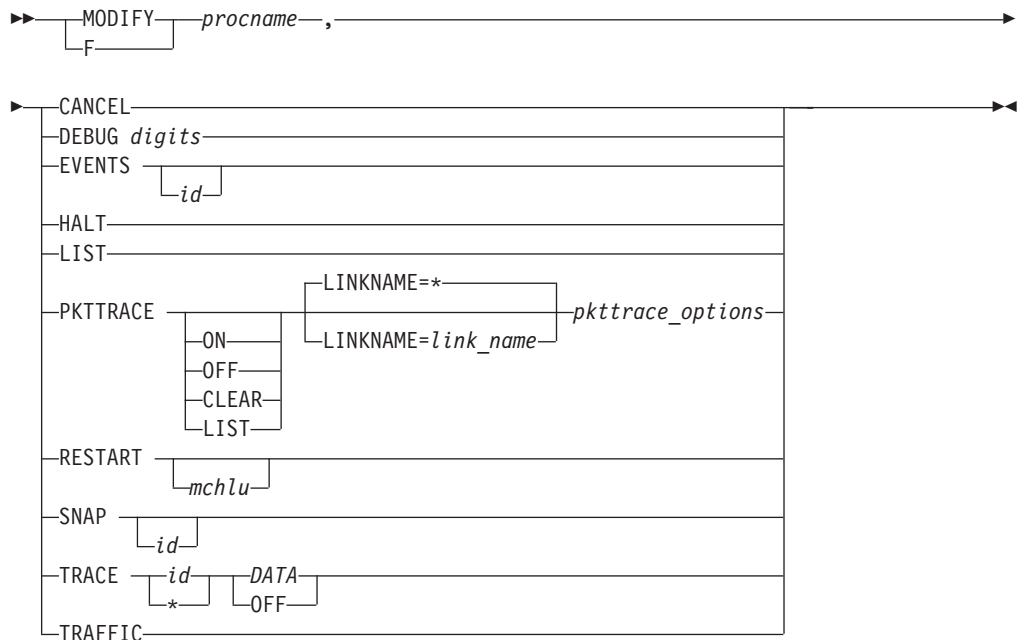 MODIFY procname ,
F
CANCEL
DEBUG digits
EVENTS
id
HALT
LIST
LINKNAME=*
PKTTRACE pkttrace_options
ON LINKNAME=link_name
OFF
CLEAR
LIST
RESTART
mchlu
SNAP
id
TRACE id DATA
* OFF
TRAFFIC